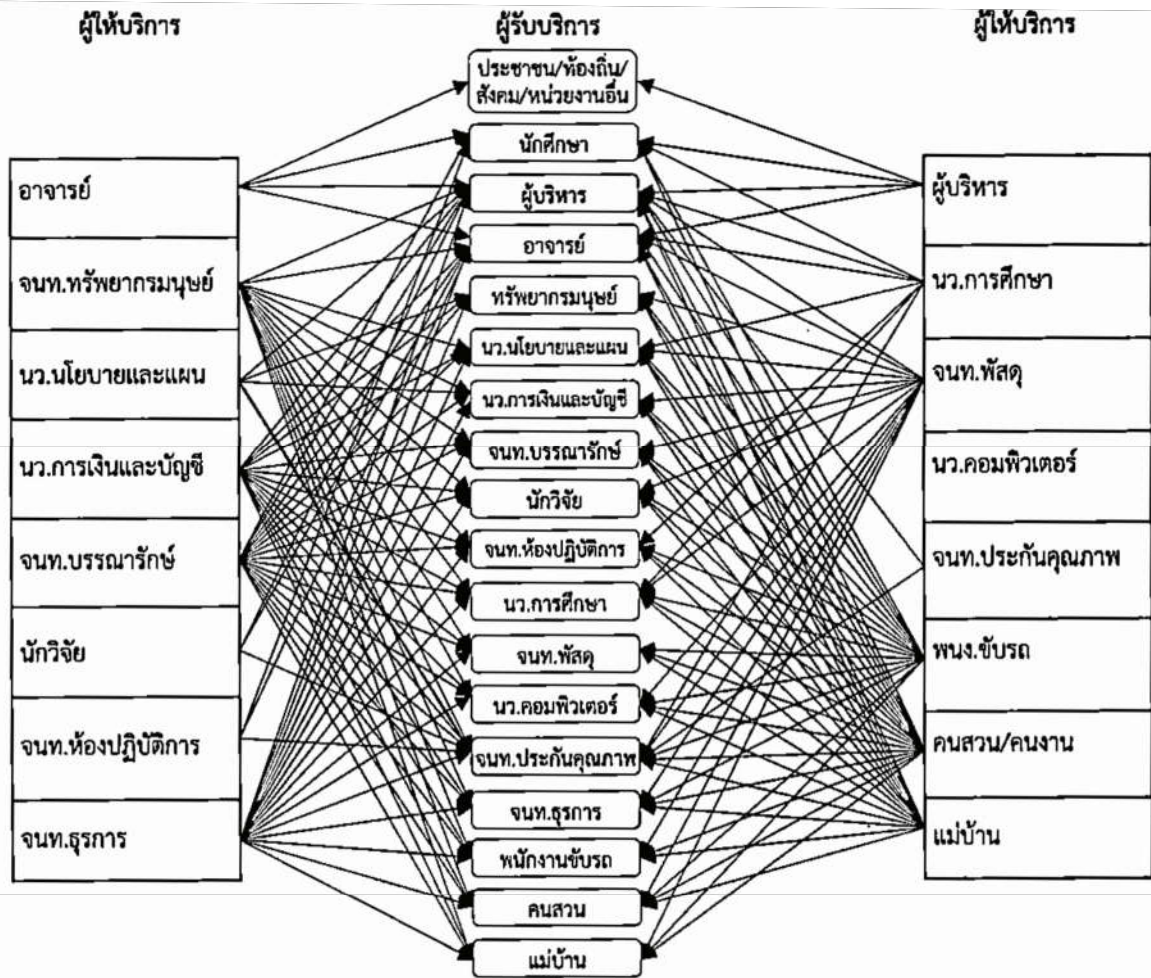 ผู้ให้บริการ
ผู้รับบริการ
ผู้ให้บริการ
ประชาชน/ท้องถิ่น/
สังคม/หน่วยงานอื่น
นักศึกษา
ผู้บริหาร
อาจารย์
ทรัพยากรมนุษย์
นว.นโยบายและแผน
นว.การเงินและบัญชี
จนท.บรรณารักษ์
นักวิจัย
จนท.ห้องปฏิบัติการ
นว.การศึกษา
จนท.พัสดุ
นว.คอมพิวเตอร์
จนท.ประกันคุณภาพ
จนท.ธุรการ
พนักงานขับรถ
คนสวน
แม่บ้าน
อาจารย์
จนท.ทรัพยากรมนุษย์
นว.นโยบายและแผน
นว.การเงินและบัญชี
จนท.บรรณารักษ์
นักวิจัย
จนท.ห้องปฏิบัติการ
จนท.ธุรการ
ผู้บริหาร
นว.การศึกษา
จนท.พัสดุ
นว.คอมพิวเตอร์
จนท.ประกันคุณภาพ
พนง.ขับรถ
คนสวน/คนงาน
แม่บ้าน